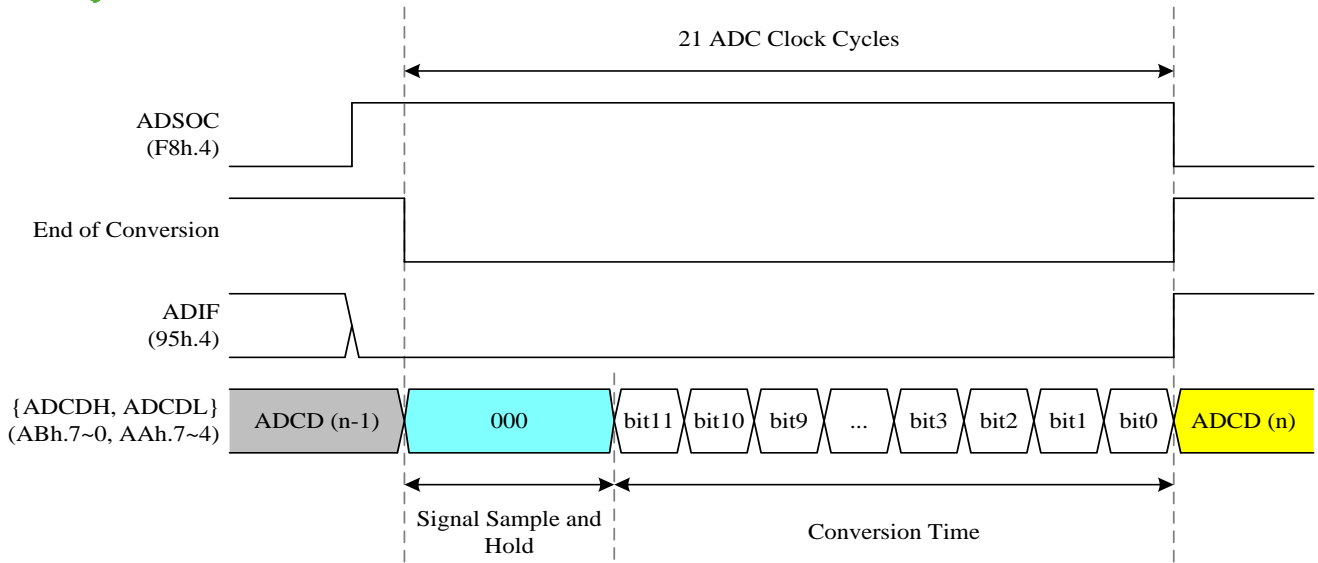 21 ADC Clock Cycles
ADSOC
(F8h.4)
End of Conversion
ADIF
(95h.4)
{ADCDH, ADCDL}
(ABh.7~0, AAh.7~4)
ADCD (n-1)
000
bit11
bit10
bit9
...
bit3
bit2
bit1
bit0
ADCD (n)
Signal Sample and
Hold
Conversion Time